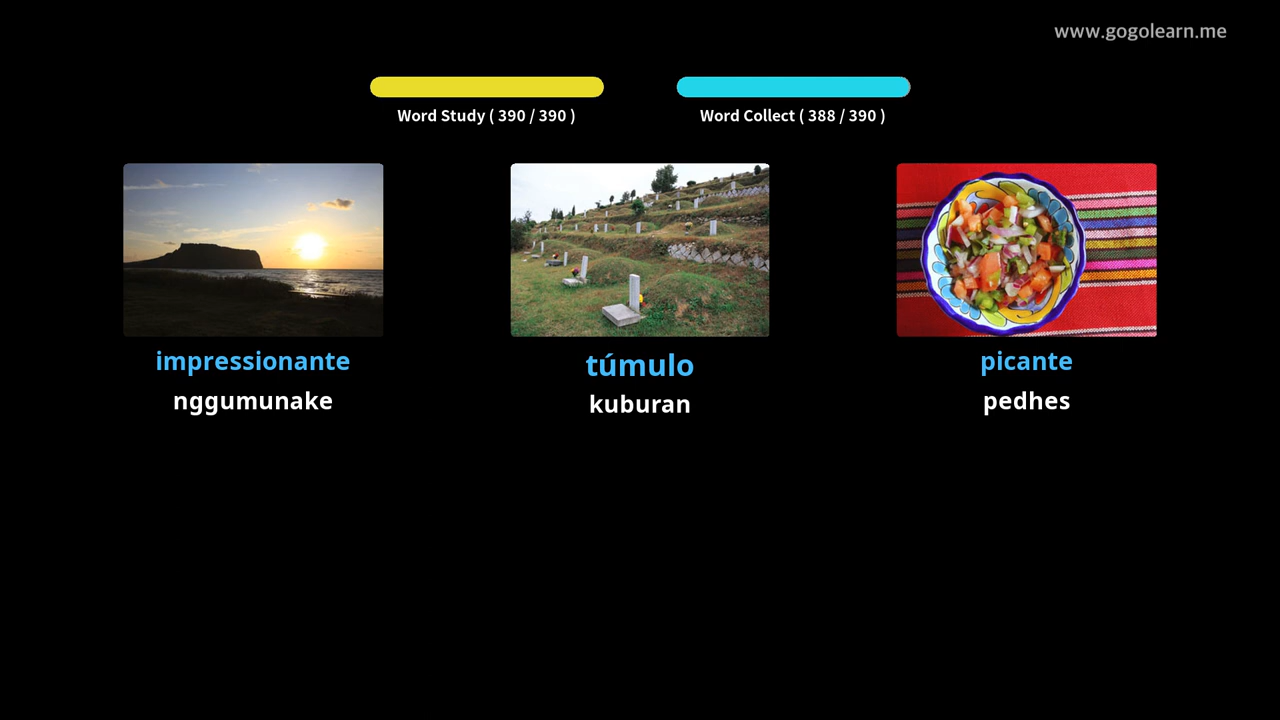 www.gogolearn.me
Word Study ( 390 / 390 )
Word Collect ( 388 / 390 )
impressionante
nggumunake
túmulo
kuburan
picante
pedhes